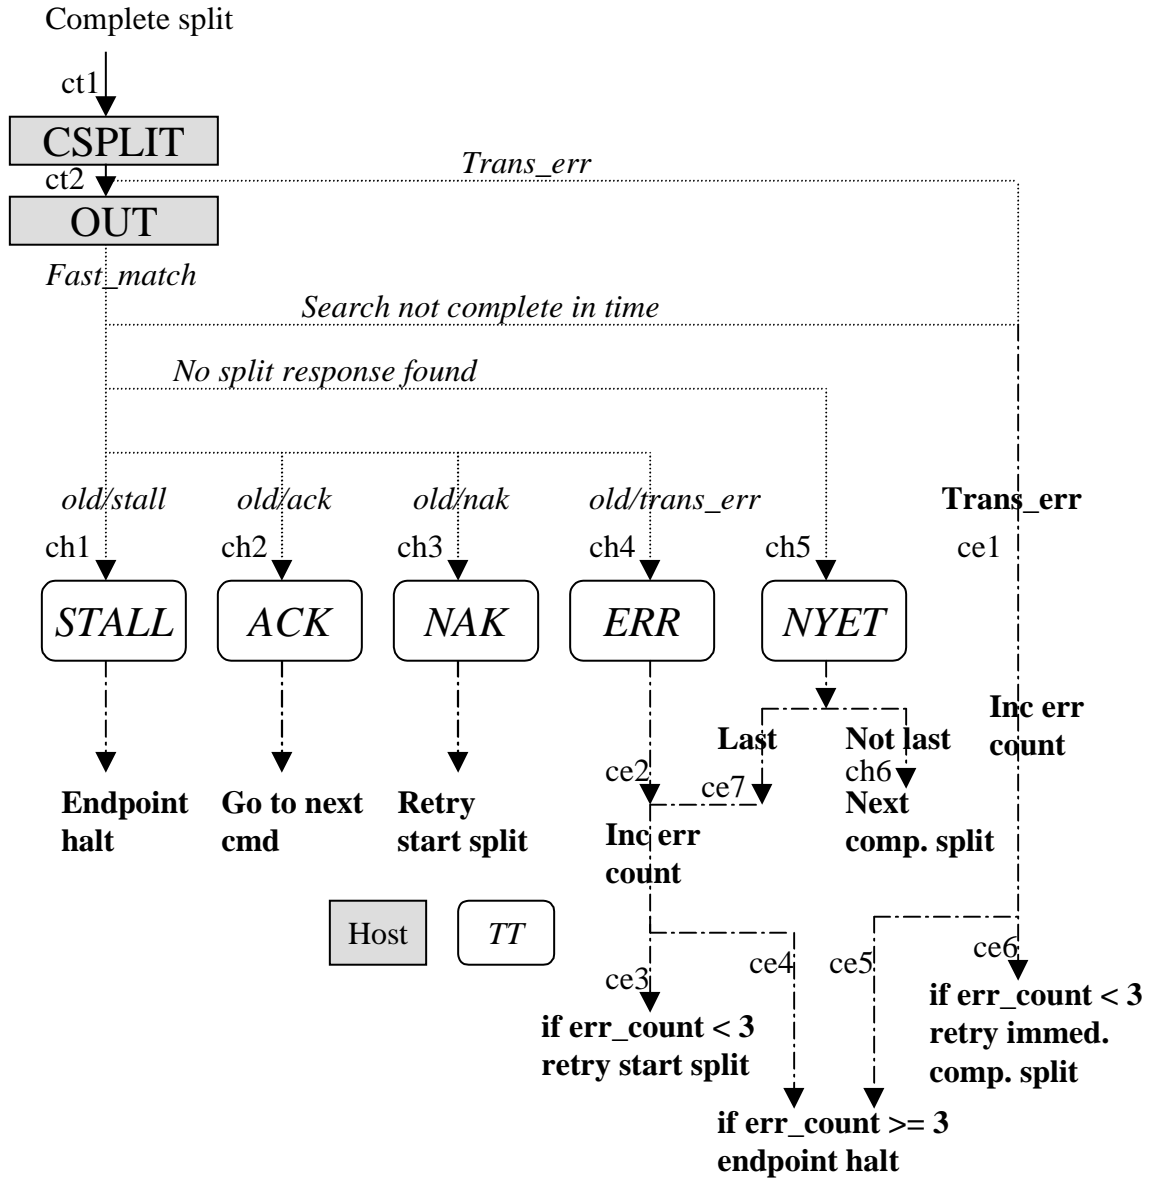 Complete split
ct1
CSPLIT
Trans_err
ct2
OUT
Fast_match
Search not complete in time
No split response found
old/stall
old/ack
old/nak
old/trans_err
Trans_err
ch1
ch2
ch3
ch4
ch5
ce1
STALL
ACK
NAK
ERR
NYET
Inc err
count
Last
Not last
ce2
ce7
ch6
Endpoint
halt
Go to next
cmd
Retry
start split
Next
comp. split
Inc err
count
Host
TT
ce3
ce4
ce5
ce6
if err_count < 3
retry start split
if err_count < 3
retry immed.
comp. split
if err_count >= 3
endpoint halt